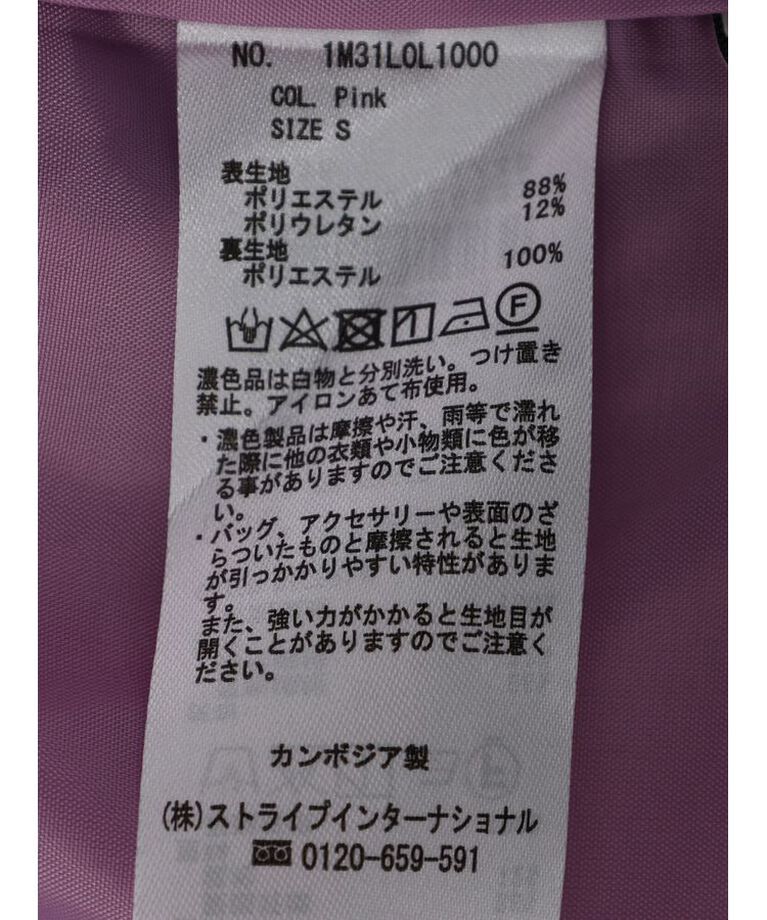 NO. 1M31L0L1000
COL. Pink
SIZE S
表生地
ポリエステル 88%
ポリウレタン 12%
裏生地
ポリエステル 100%
F
濃色品は白物と分別洗い。つけ置き
禁止。アイロンあて布使用。
・濃色製品は摩擦や汗、雨等で濡れ
た際に他の衣類や小物類に色が移
る事がありますのでご注意くださ
い。
・バッグ、アクセサリーや表面のざ
らついたものと摩擦されると生地
が引っかかりやすい特性がありま
す。
また、強い力がかかると生地目が
開くことがありますのでご注意く
ださい。
カンボジア製
(株)ストライプインターナショナル
0120-659-591